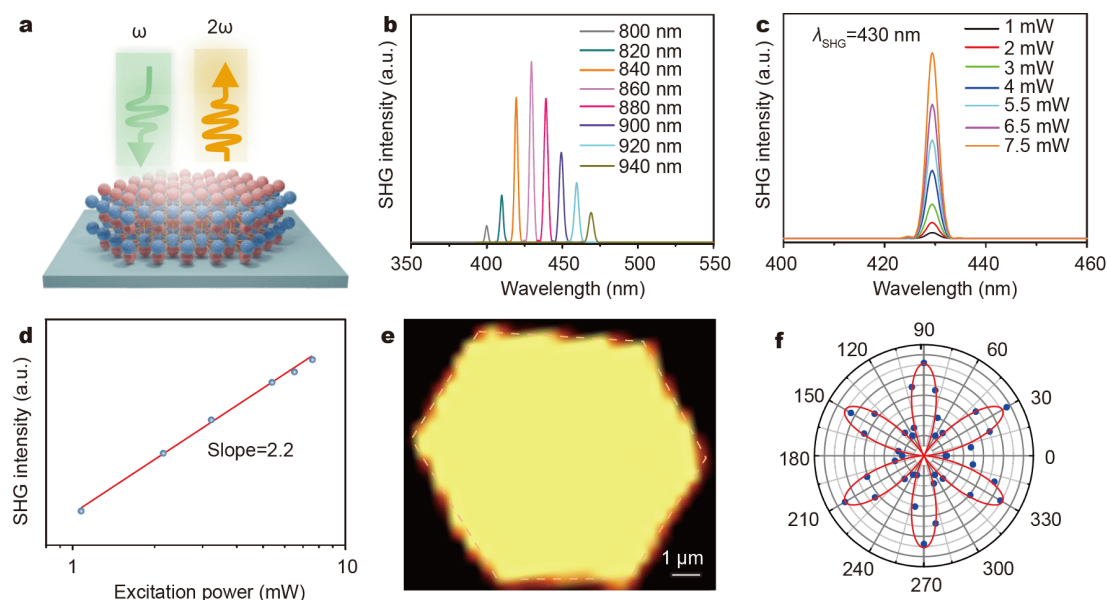 a
ω
2ω
b
SHG intensity (a.u.)
800 nm
820 nm
840 nm
860 nm
880 nm
900 nm
920 nm
940 nm
350
400
450
500
550
Wavelength (nm)
c
SHG intensity (a.u.)
λSHG=430 nm
1 mW
2 mW
3 mW
4 mW
5.5 mW
6.5 mW
7.5 mW
400
420
440
460
Wavelength (nm)
d
SHG intensity (a.u.)
Slope=2.2
1
10
Excitation power (mW)
e
1 μm
f
90
60
30
0
330
300
270
240
210
180
150
120